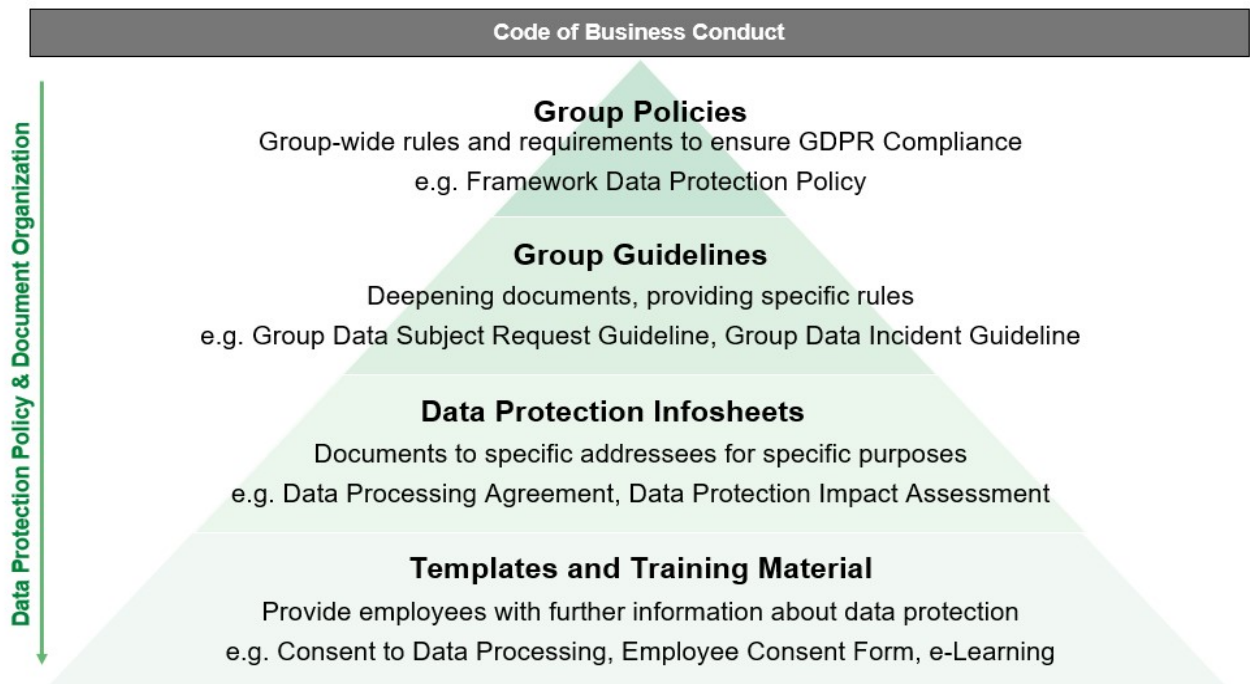 Code of Business Conduct
Data Protection Policy & Document Organization
Group Policies
Group-wide rules and requirements to ensure GDPR Compliance
e.g. Framework Data Protection Policy
Group Guidelines
Deepening documents, providing specific rules
e.g. Group Data Subject Request Guideline, Group Data Incident Guideline
Data Protection Infosheets
Documents to specific addressees for specific purposes
e.g. Data Processing Agreement, Data Protection Impact Assessment
Templates and Training Material
Provide employees with further information about data protection
e.g. Consent to Data Processing, Employee Consent Form, e-Learning